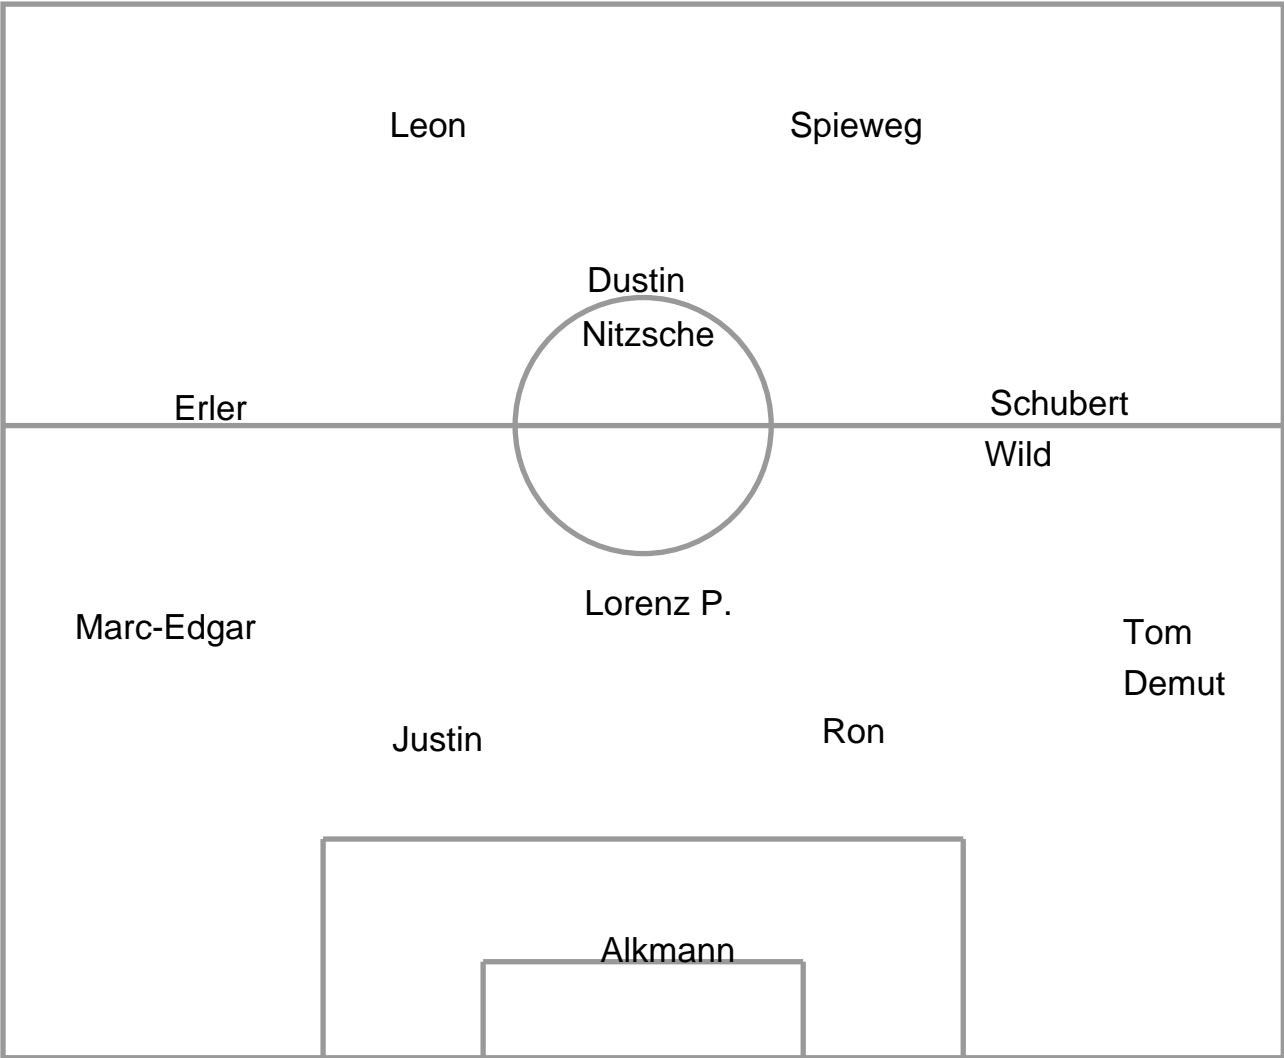 Leon
Spieweg
Dustin
Nitzsche
Erler
Schubert
Wild
Lorenz P.
Marc-Edgar
Tom
Demut
Justin
Ron
Alkmann